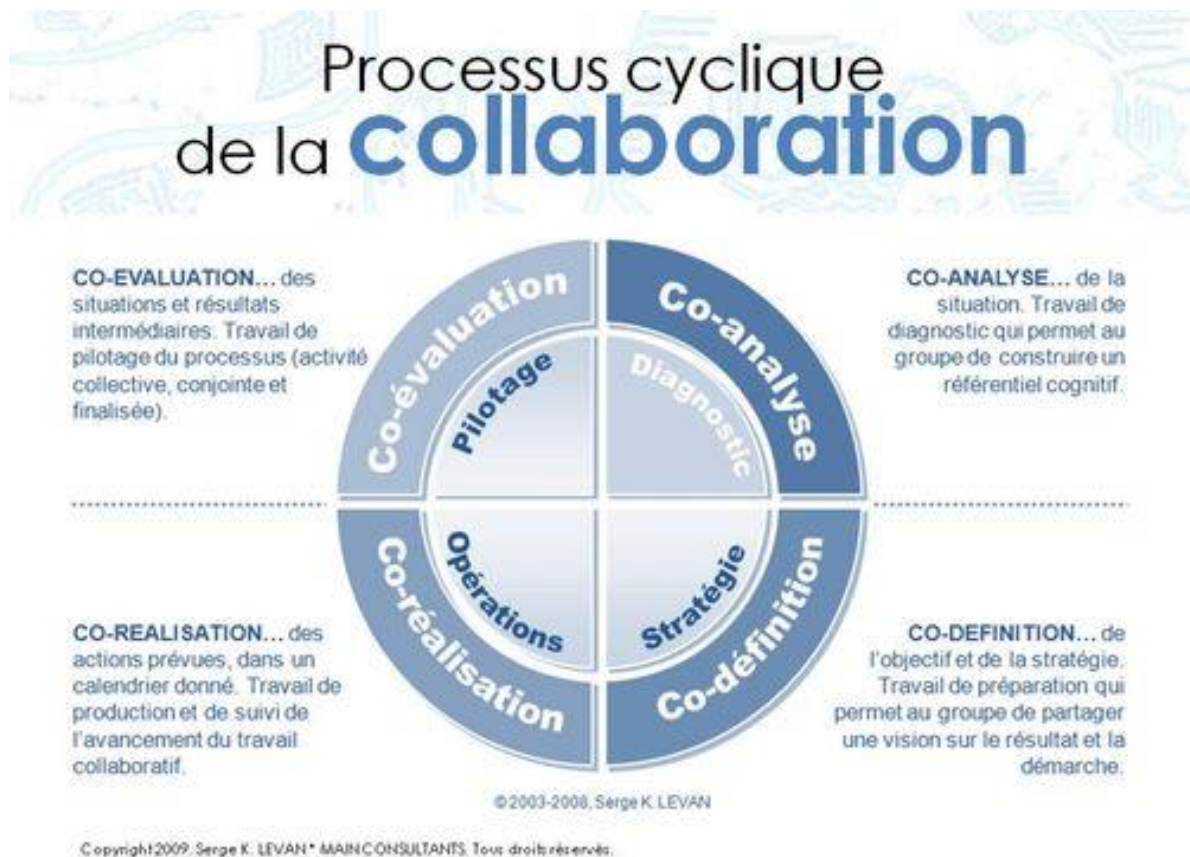 Processus cyclique
de la collaboration
CO-EVALUATION... des
situations et résultats
intermédiaires. Travail de
pilotage du processus (activité
collective, conjointe et
finalisée).
CO-ANALYSE... de la
situation. Travail de
diagnostic qui permet au
groupe de construire un
référentiel cognitif.
Co-évaluation
Co-analyse
Pilotage
Diagnostic
Opérations
Stratégie
Co-réalisation
Co-définition
CO-REALISATION... des
actions prévues, dans un
calendrier donné. Travail de
production et de suivi de
l'avancement du travail
collaboratif.
CO-DEFINITION... de
l'objectif et de la stratégie.
Travail de préparation qui
permet au groupe de partager
une vision sur le résultat et la
démarche.
© 2003-2008, Serge K. LEVAN
Copyright 2009. Serge K. LEVAN * MAIN CONSULTANTS. Tous droits réservés.